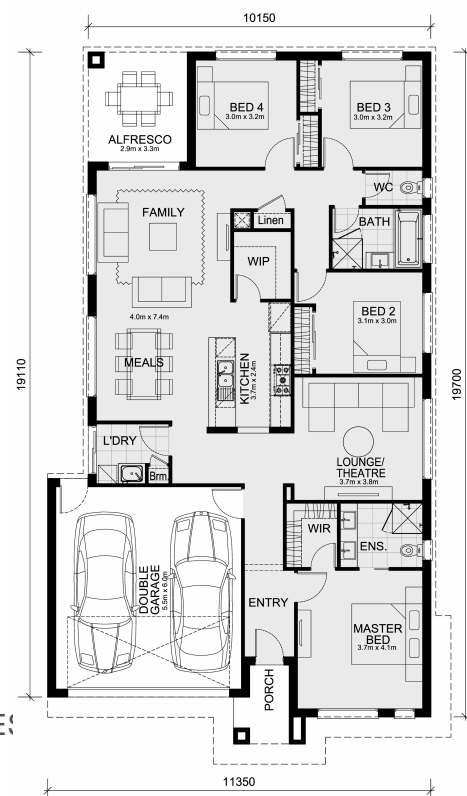 10150
BED 4
3.0m x 3.2m
BED 3
3.0m x 3.2m
ALFRESCO
2.9m x 3.3m
WC
FAMILY
Linen
BATH
WIP
4.0m x 7.4m
BED 2
3.1m x 3.0m
MEALS
KITCHEN
3.7m x 2.4m
19110
19700
L'DRY
Brm.
LOUNGE/
THEATRE
3.7m x 3.8m
WIR
ENS.
DOUBLE
GARAGE
5.5m x 6.0m
ENTRY
MASTER
BED
3.7m x 4.1m
PORCH
ES
11350